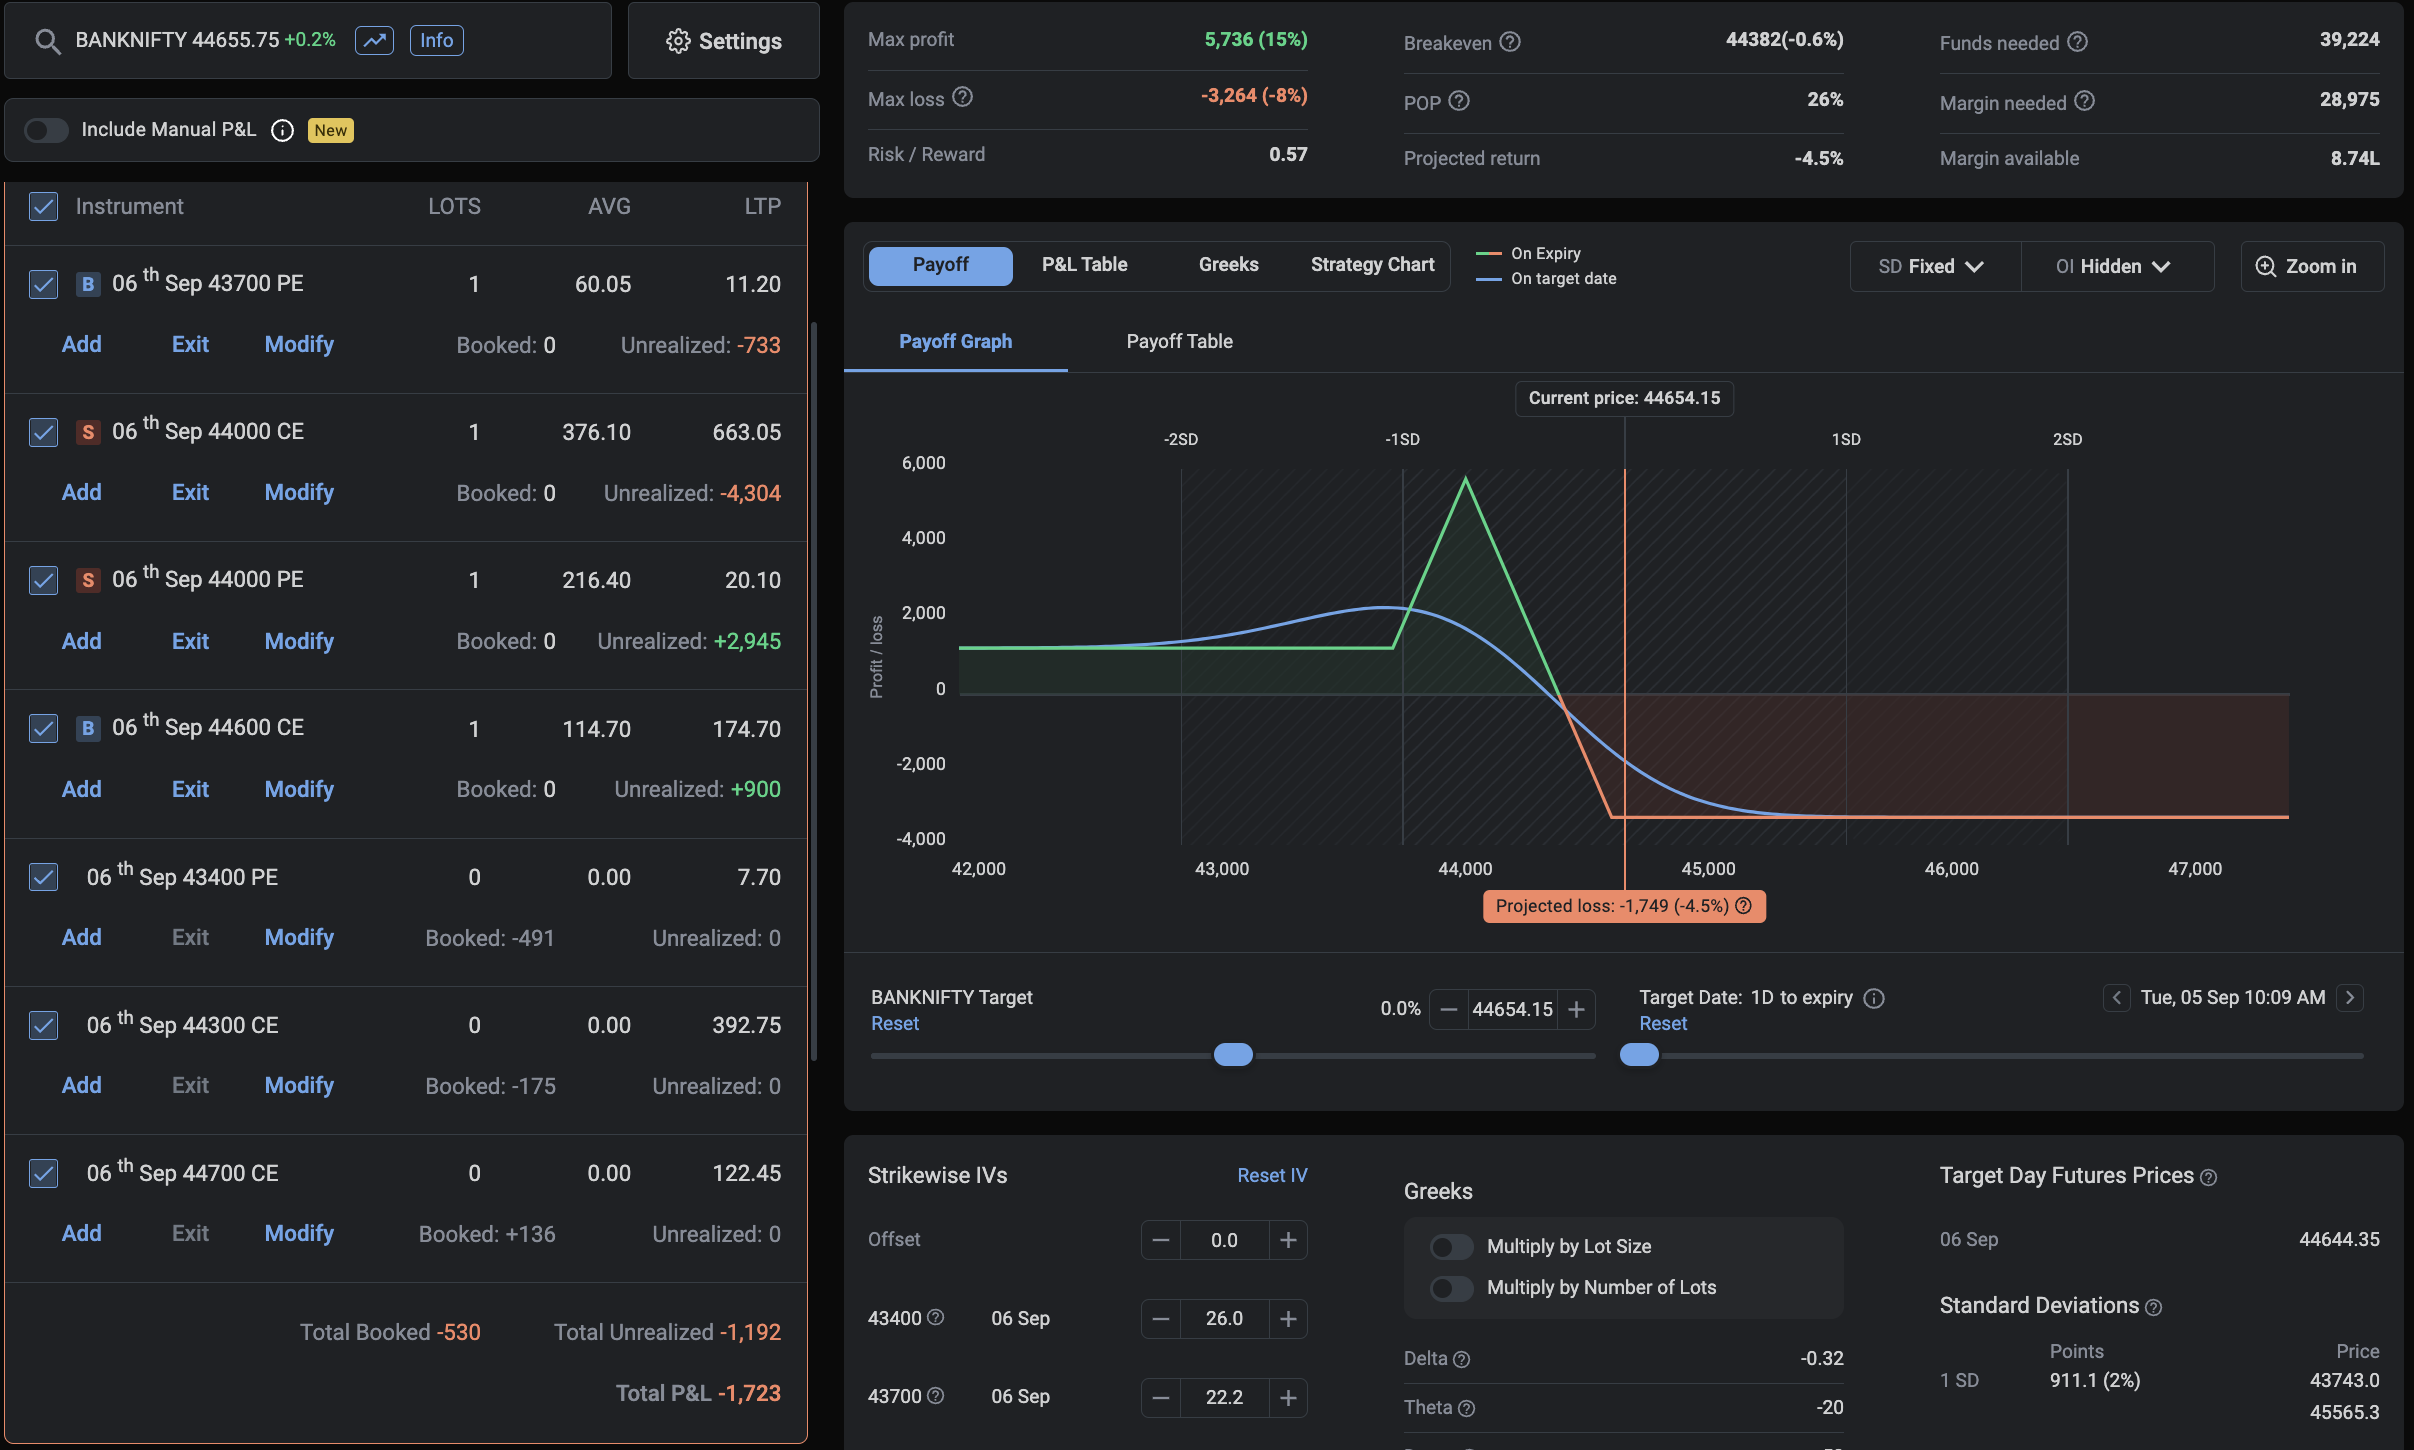 BANKNIFTY 44655.75 +0.2% Info
Settings
Include Manual P&L New
Instrument LOTS AVG LTP
B 06 th Sep 43700 PE 1 60.05 11.20
Add Exit Modify Booked: 0 Unrealized: -733
S 06 th Sep 44000 CE 1 376.10 663.05
Add Exit Modify Booked: 0 Unrealized: -4,304
S 06 th Sep 44000 PE 1 216.40 20.10
Add Exit Modify Booked: 0 Unrealized: +2,945
B 06 th Sep 44600 CE 1 114.70 174.70
Add Exit Modify Booked: 0 Unrealized: +900
06 th Sep 43400 PE 0 0.00 7.70
Add Exit Modify Booked: -491 Unrealized: 0
06 th Sep 44300 CE 0 0.00 392.75
Add Exit Modify Booked: -175 Unrealized: 0
06 th Sep 44700 CE 0 0.00 122.45
Add Exit Modify Booked: +136 Unrealized: 0
Total Booked -530 Total Unrealized -1,192
Total P&L -1,723
Max profit 5,736 (15%)
Max loss -3,264 (-8%)
Risk / Reward 0.57
Breakeven 44382(-0.6%)
POP 26%
Projected return -4.5%
Funds needed 39,224
Margin needed 28,975
Margin available 8.74L
Payoff P&L Table Greeks Strategy Chart
On Expiry
On target date
SD Fixed OI Hidden Zoom in
Payoff Graph Payoff Table
Current price: 44654.15
-2SD -1SD 1SD 2SD
6,000
4,000
2,000
0
-2,000
-4,000
Profit / loss
42,000 43,000 44,000 45,000 46,000 47,000
Projected loss: -1,749 (-4.5%)
BANKNIFTY Target 0.0% 44654.15
Reset
Target Date: 1D to expiry Tue, 05 Sep 10:09 AM
Reset
Strikewise IVs Reset IV
Offset 0.0
43400 06 Sep 26.0
43700 06 Sep 22.2
Greeks
Multiply by Lot Size
Multiply by Number of Lots
Delta -0.32
Theta -20
Target Day Futures Prices
06 Sep 44644.35
Standard Deviations
Points Price
1 SD 911.1 (2%) 43743.0
45565.3